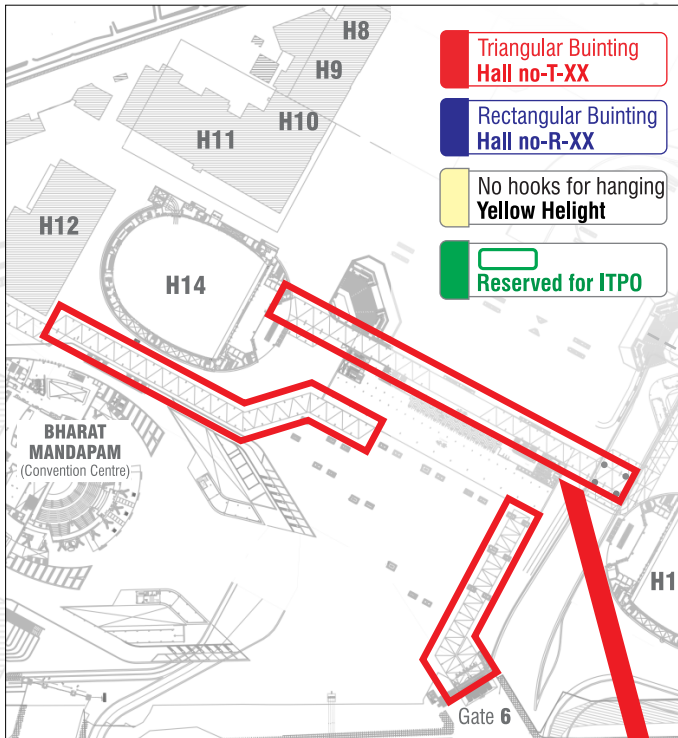 H8
H9
H10
H11
H12
H14
Triangular Buinting
Hall no-T-XX
Rectangular Buinting
Hall no-R-XX
No hooks for hanging
Yellow Helight
Reserved for ITPO
BHARAT
MANDAPAM
(Convention Centre)
H1
Gate 6